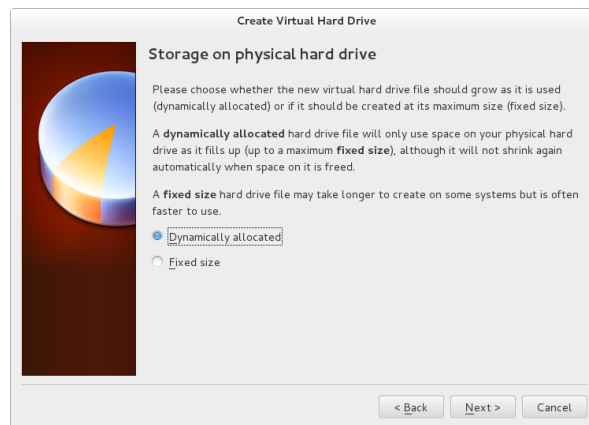 Create Virtual Hard Drive
Storage on physical hard drive
Please choose whether the new virtual hard drive file should grow as it is used
(dynamically allocated) or if it should be created at its maximum size (fixed size).
A dynamically allocated hard drive file will only use space on your physical hard
drive as it fills up (up to a maximum fixed size), although it will not shrink again
automatically when space on it is freed.
A fixed size hard drive file may take longer to create on some systems but is often
faster to use.
Dynamically allocated
Fixed size
< Back Next > Cancel